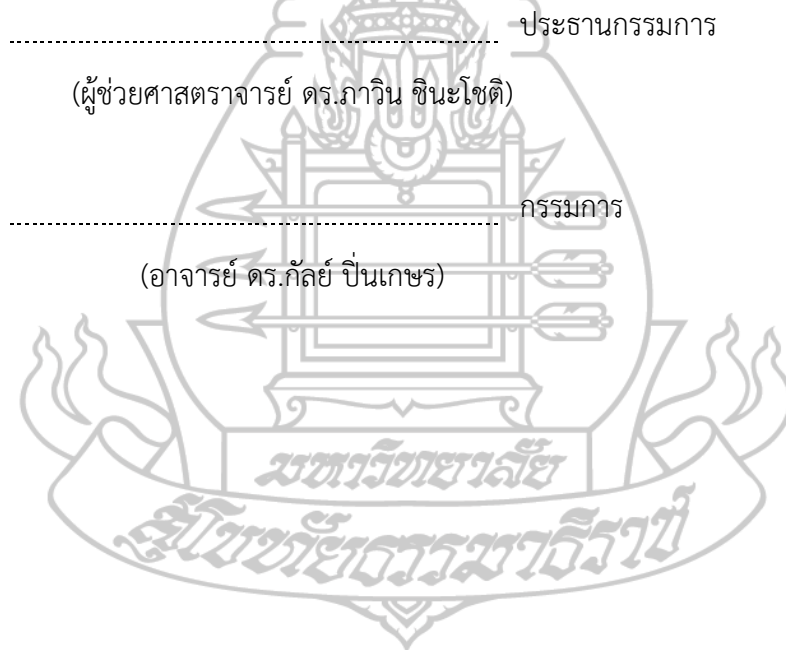 ประธานกรรมการ
(ผู้ช่วยศาสตราจารย์ ดร.ภาวิน ชินะโชติ)
กรรมการ
(อาจารย์ ดร.กัลย์ ปิ่นเกษร)
มหาวิทยาลัย
สุโขทัยธรรมาธิราช